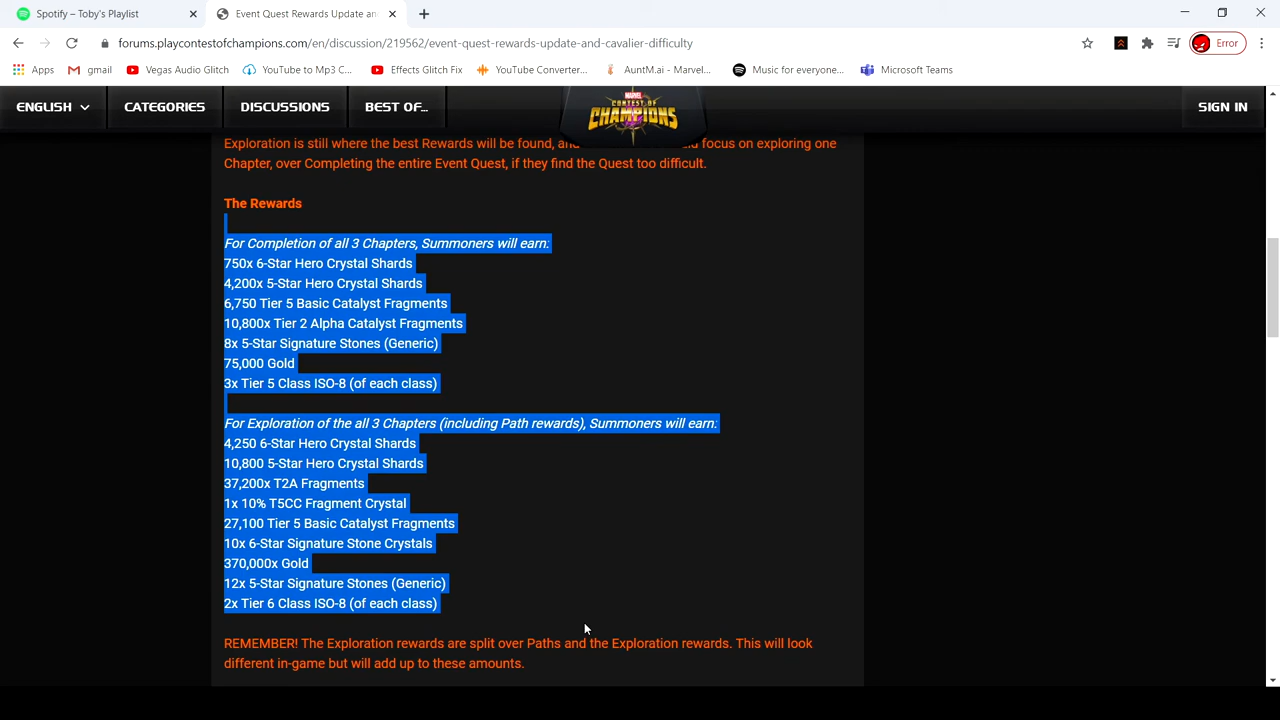 Spotify – Toby's Playlist
Event Quest Rewards Update an
forums.playcontestofchampions.com/en/discussion/219562/event-quest-rewards-update-and-cavalier-difficulty
Error
Apps
gmail
Vegas Audio Glitch
YouTube to Mp3 C...
Effects Glitch Fix
YouTube Converter...
AuntM.ai - Marvel...
Music for everyone...
Microsoft Teams
ENGLISH
CATEGORIES
DISCUSSIONS
BEST OF...
MARVEL
CONTEST OF
CHAMPIONS
SIGN IN
Exploration is still where the best Rewards will be found, and focus on exploring one
Chapter, over Completing the entire Event Quest, if they find the Quest too difficult.
The Rewards
For Completion of all 3 Chapters, Summoners will earn:
750x 6-Star Hero Crystal Shards
4,200x 5-Star Hero Crystal Shards
6,750 Tier 5 Basic Catalyst Fragments
10,800x Tier 2 Alpha Catalyst Fragments
8x 5-Star Signature Stones (Generic)
75,000 Gold
3x Tier 5 Class ISO-8 (of each class)
For Exploration of the all 3 Chapters (including Path rewards), Summoners will earn:
4,250 6-Star Hero Crystal Shards
10,800 5-Star Hero Crystal Shards
37,200x T2A Fragments
1x 10% T5CC Fragment Crystal
27,100 Tier 5 Basic Catalyst Fragments
10x 6-Star Signature Stone Crystals
370,000x Gold
12x 5-Star Signature Stones (Generic)
2x Tier 6 Class ISO-8 (of each class)
REMEMBER! The Exploration rewards are split over Paths and the Exploration rewards. This will look
different in-game but will add up to these amounts.